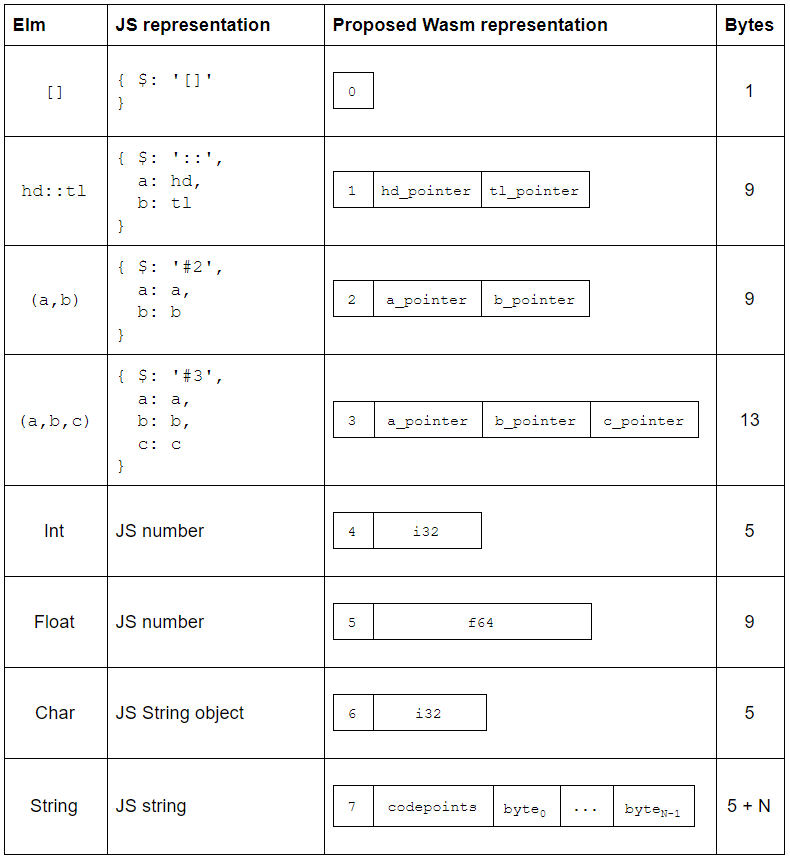 Elm JS representation Proposed Wasm representation Bytes
[] { $: '[]' 0 1
}
hd::tl { $: '::', 1 hd_pointer tl_pointer 9
a: hd,
b: tl
}
(a,b) { $: '#2', 2 a_pointer b_pointer 9
a: a,
b: b
}
(a,b,c) { $: '#3', 3 a_pointer b_pointer c_pointer 13
a: a,
b: b,
c: c
}
Int JS number 4 i32 5
Float JS number 5 f64 9
Char JS String object 6 i32 5
String JS string 7 codepoints byte0 ... byteN-1 5 + N